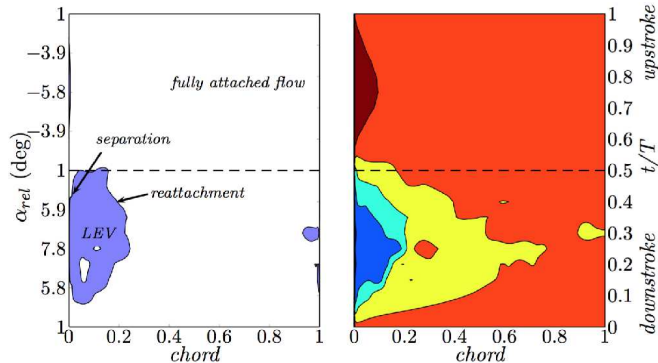 1
-3.9
-5.8
-3.9
1
5.9
7.8
5.8
1
α_rel (deg)
fully attached flow
separation
reattachment
LEV
0 0.2 0.4 0.6 0.8 1
chord
1
0.9
0.8
0.7
0.6
0.5
0.4
0.3
0.2
0.1
0
upstroke
t/T
downstroke
0 0.2 0.4 0.6 0.8 1
chord